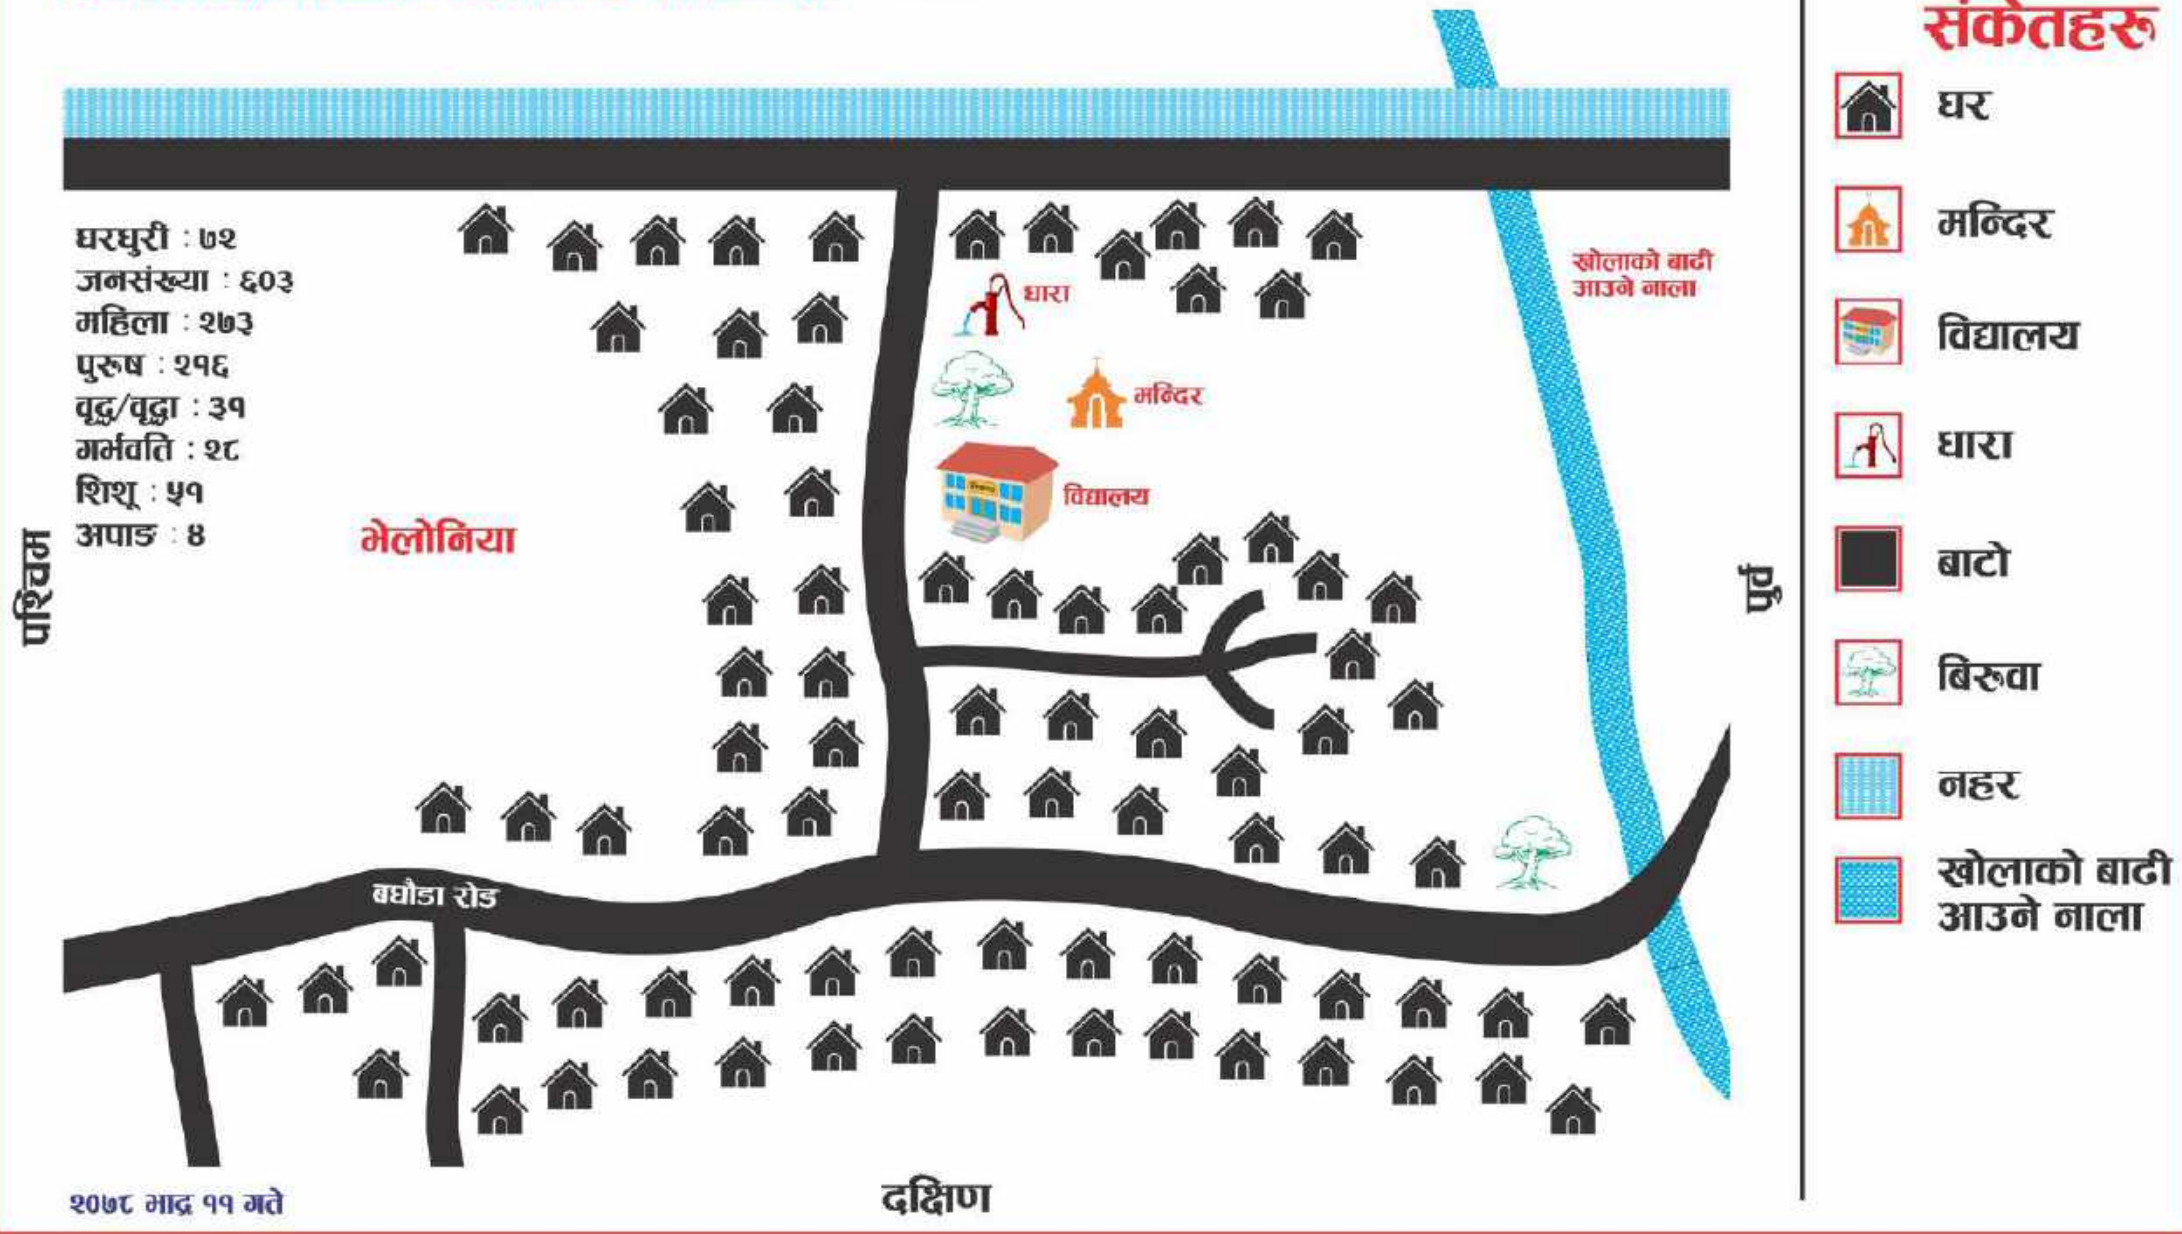 संकेतहरू
घर
मन्दिर
विद्यालय
धारा
बाटो
बिरुवा
नहर
खोलाको बाढी
आउने नाला
घरधुरी : ७२
जनसंख्या : ६०३
महिला : २७३
पुरुष : २१६
वृद्ध/वृद्धा : ३१
गर्भवति : २८
शिशू : ५१
अपाङ : ४
भेलोनिया
पश्चिम
धारा
मन्दिर
विद्यालय
खोलाको बाढी
आउने नाला
पुर्व
बघौडा रोड
दक्षिण
२०७८ भाद्र ११ गते